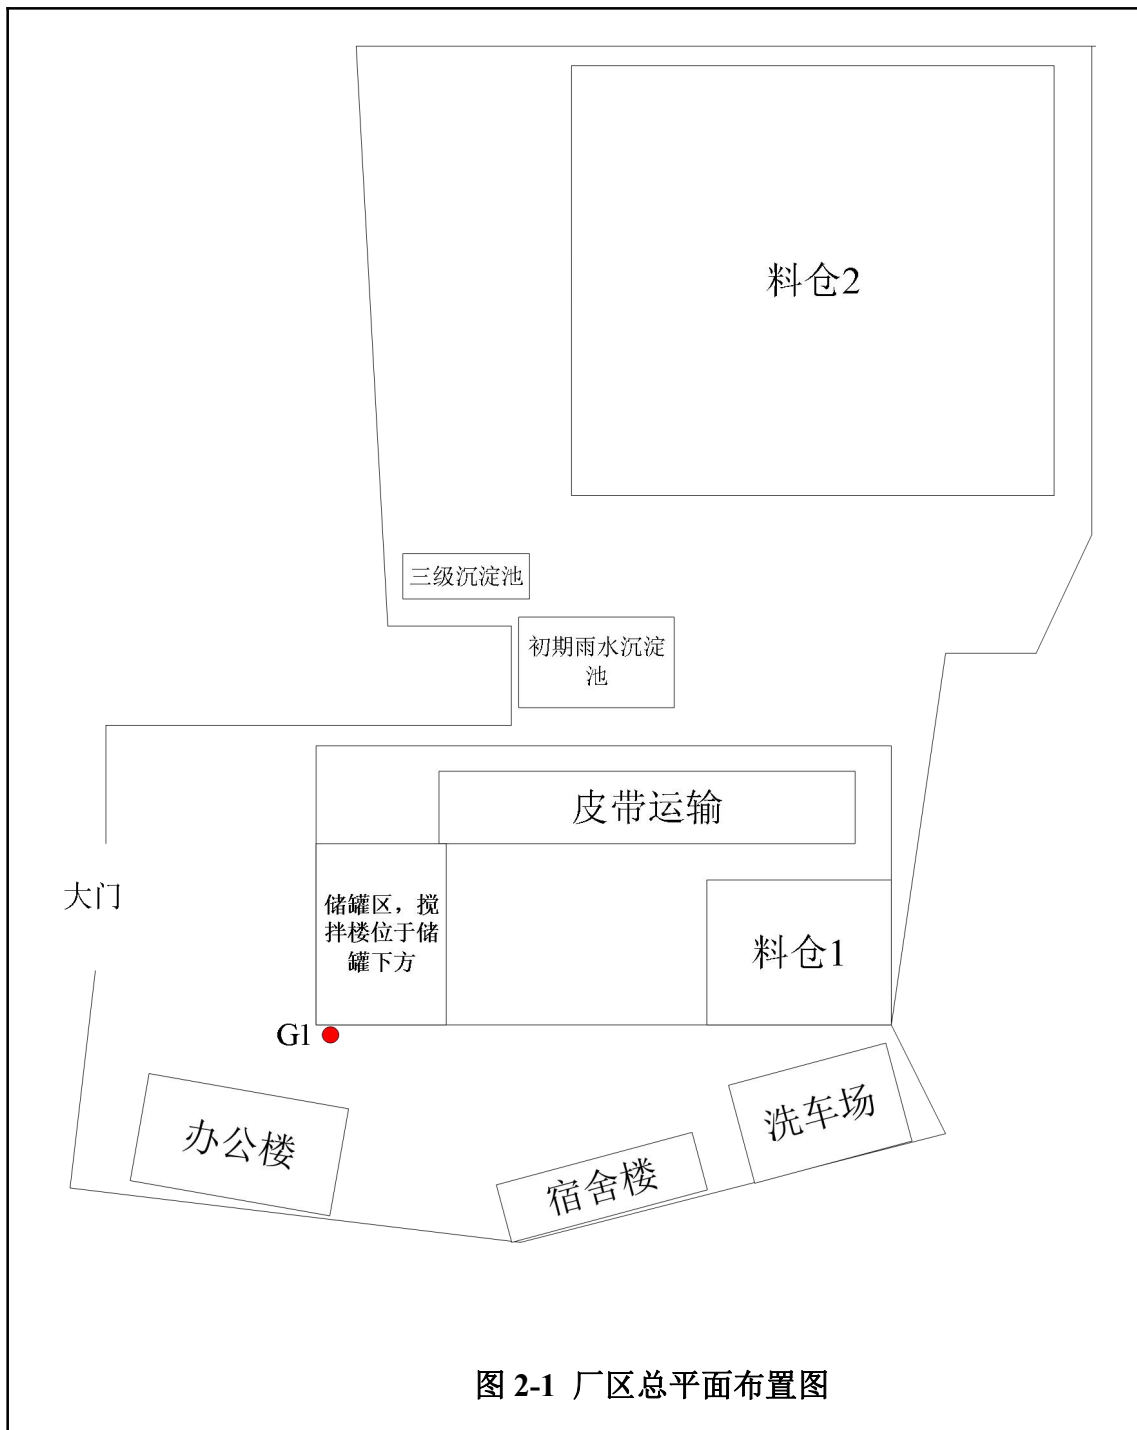 料仓2
三级沉淀池
初期雨水沉淀
池
皮带运输
大门
储罐区，搅
拌楼位于储
罐下方
料仓1
G1
办公楼
宿舍楼
洗车场
图 2-1 厂区总平面布置图